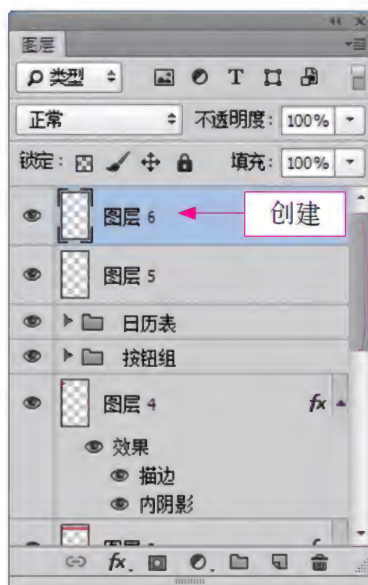 图层
类型
正常 不透明度: 100%
锁定: 填充: 100%
图层 6 创建
图层 5
日历表
按钮组
图层 4 fx
效果
描边
内阴影
fx